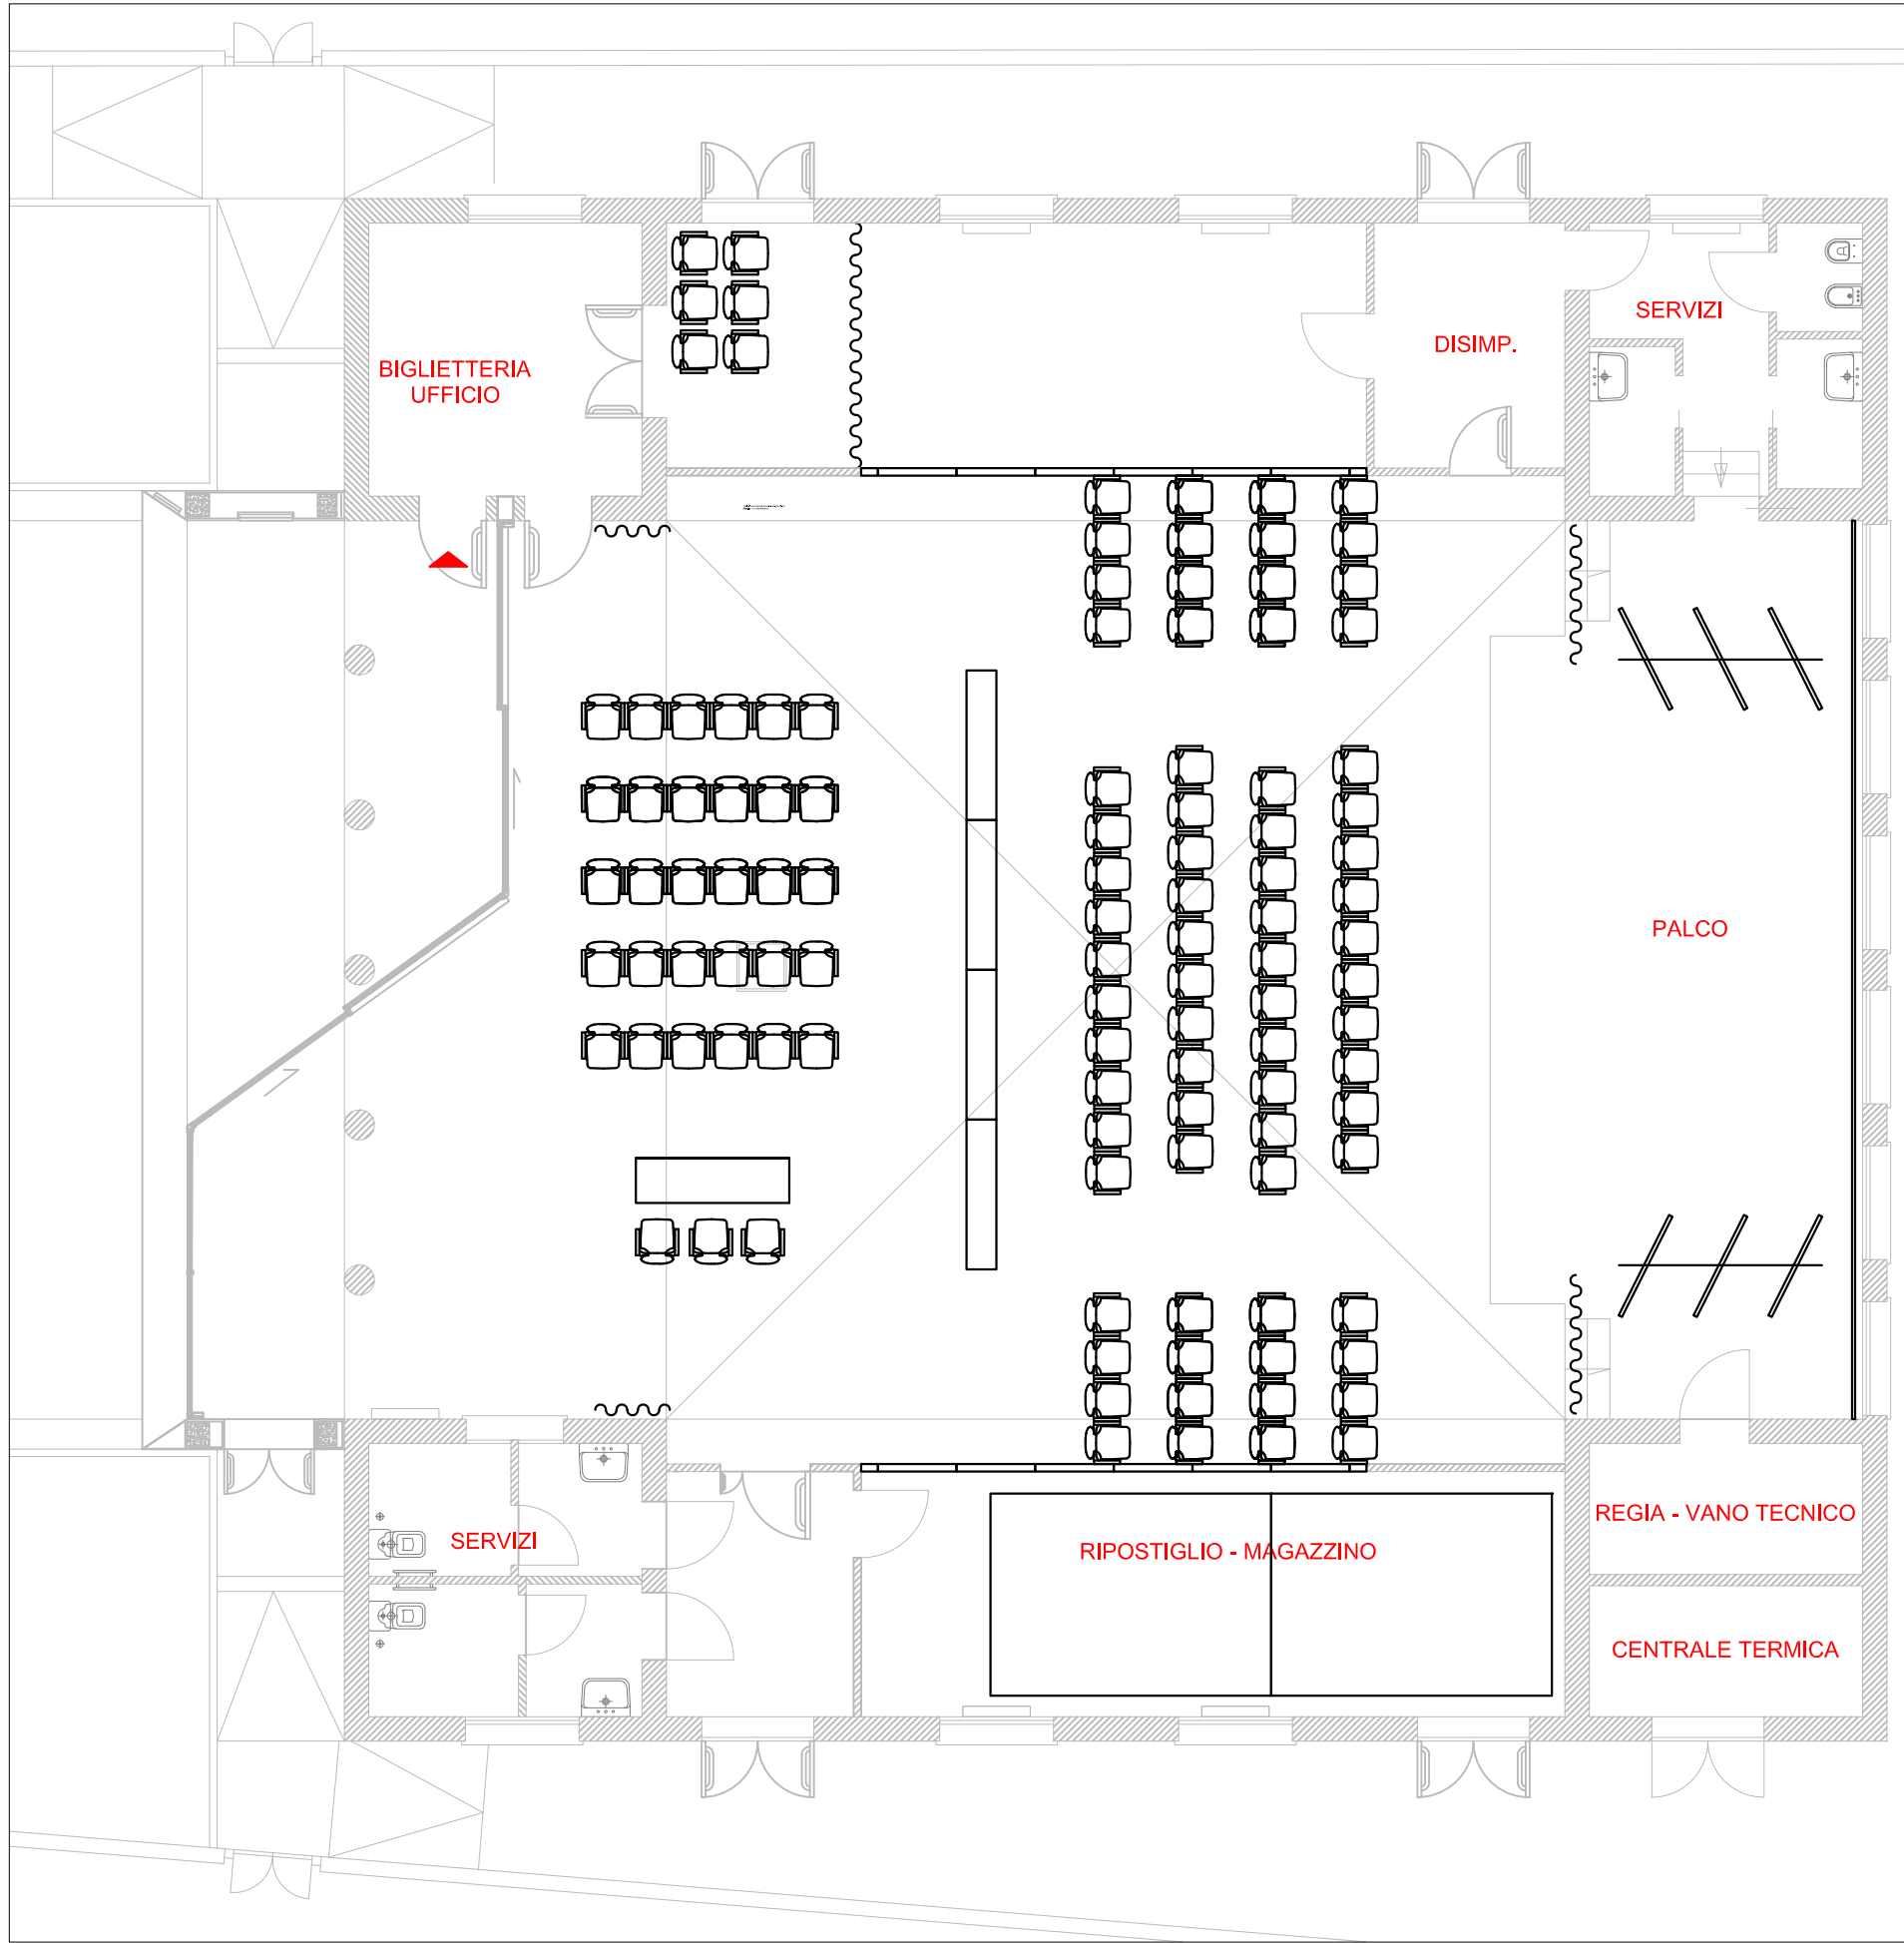 SERVIZI
DISIMP.
BIGLIETTERIA
UFFICIO
PALCO
REGIA - VANO TECNICO
SERVIZI
RIPOSTIGLIO - MAGAZZINO
CENTRALE TERMICA